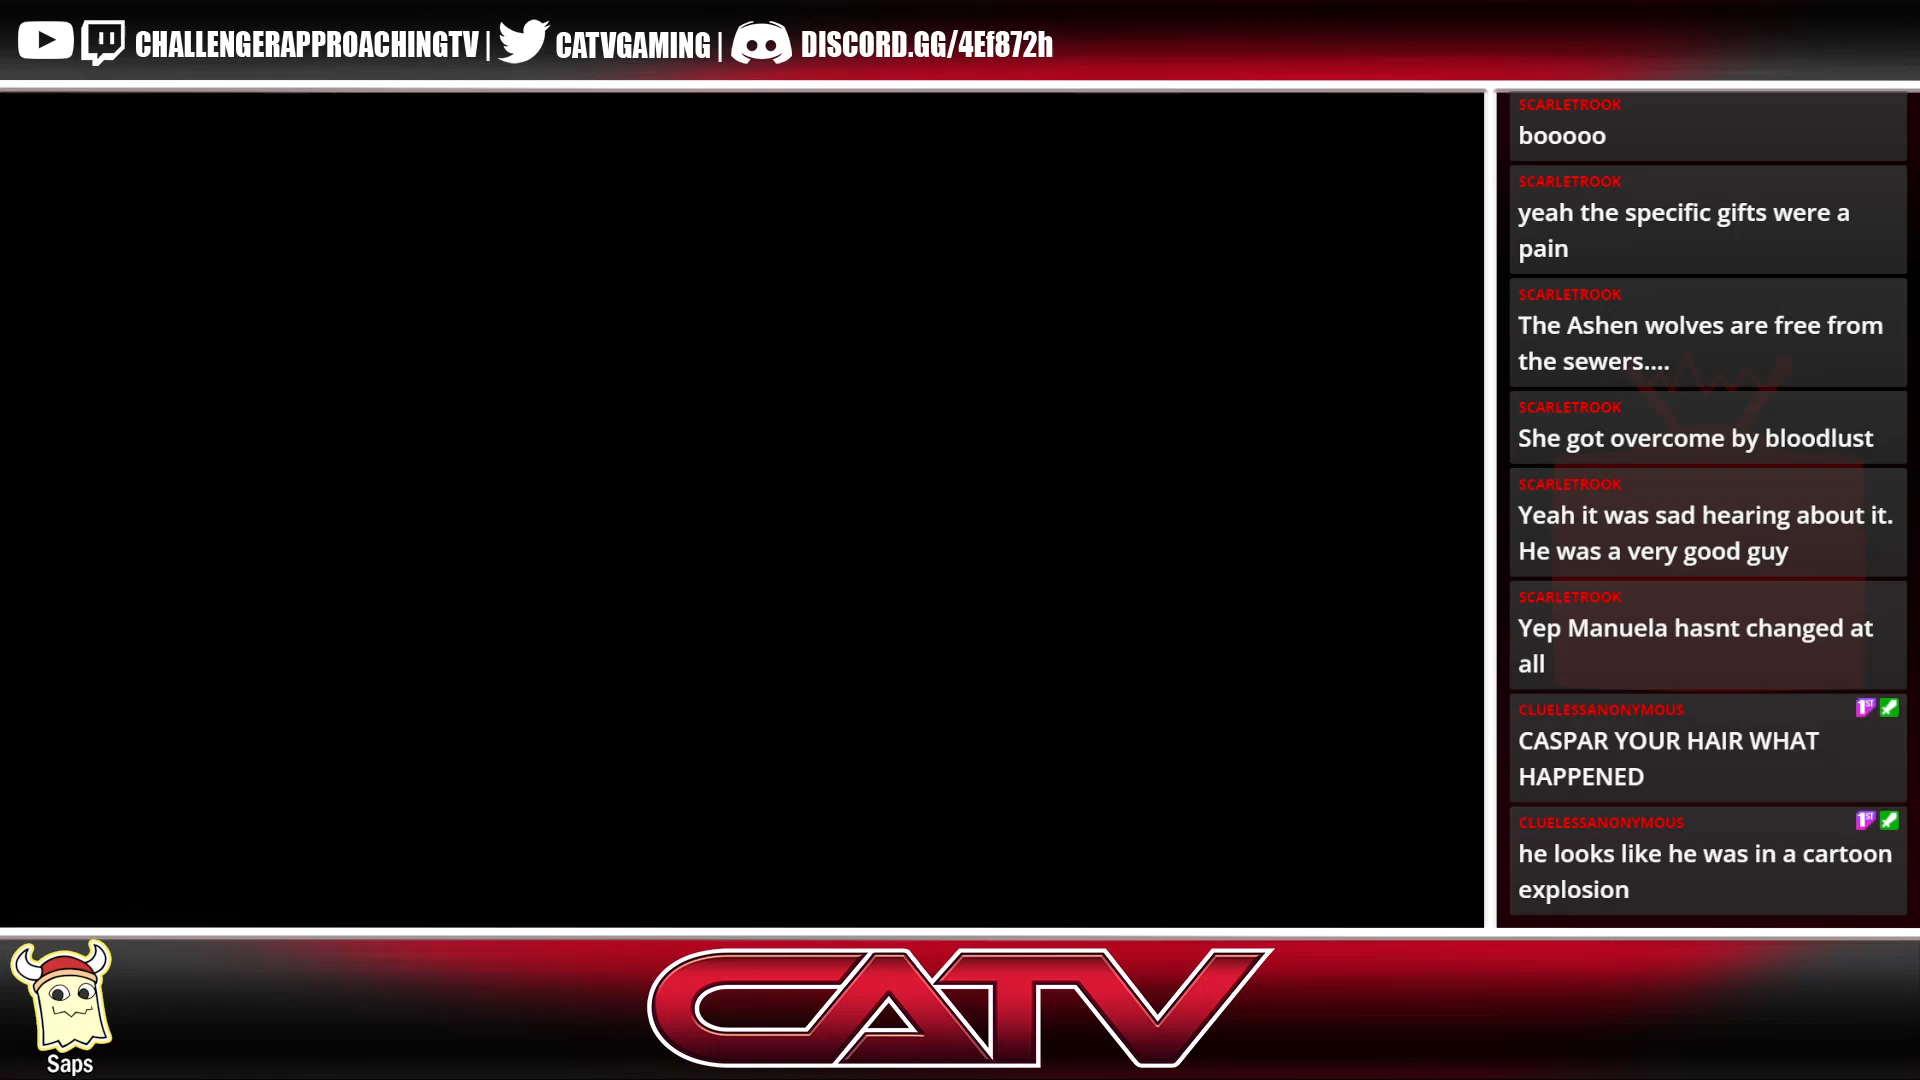 CHALLENGERAPPROACHINGTV | CATVGAMING | DISCORD.GG/4Ef872h
SCARLETROOK
booooo
SCARLETROOK
yeah the specific gifts were a
pain
SCARLETROOK
The Ashen wolves are free from
the sewers....
SCARLETROOK
She got overcome by bloodlust
SCARLETROOK
Yeah it was sad hearing about it.
He was a very good guy
SCARLETROOK
Yep Manuela hasnt changed at
all
CLUELESSANONYMOUS 1ST
CASPAR YOUR HAIR WHAT
HAPPENED
CLUELESSANONYMOUS 1ST
he looks like he was in a cartoon
explosion
Saps
CATV